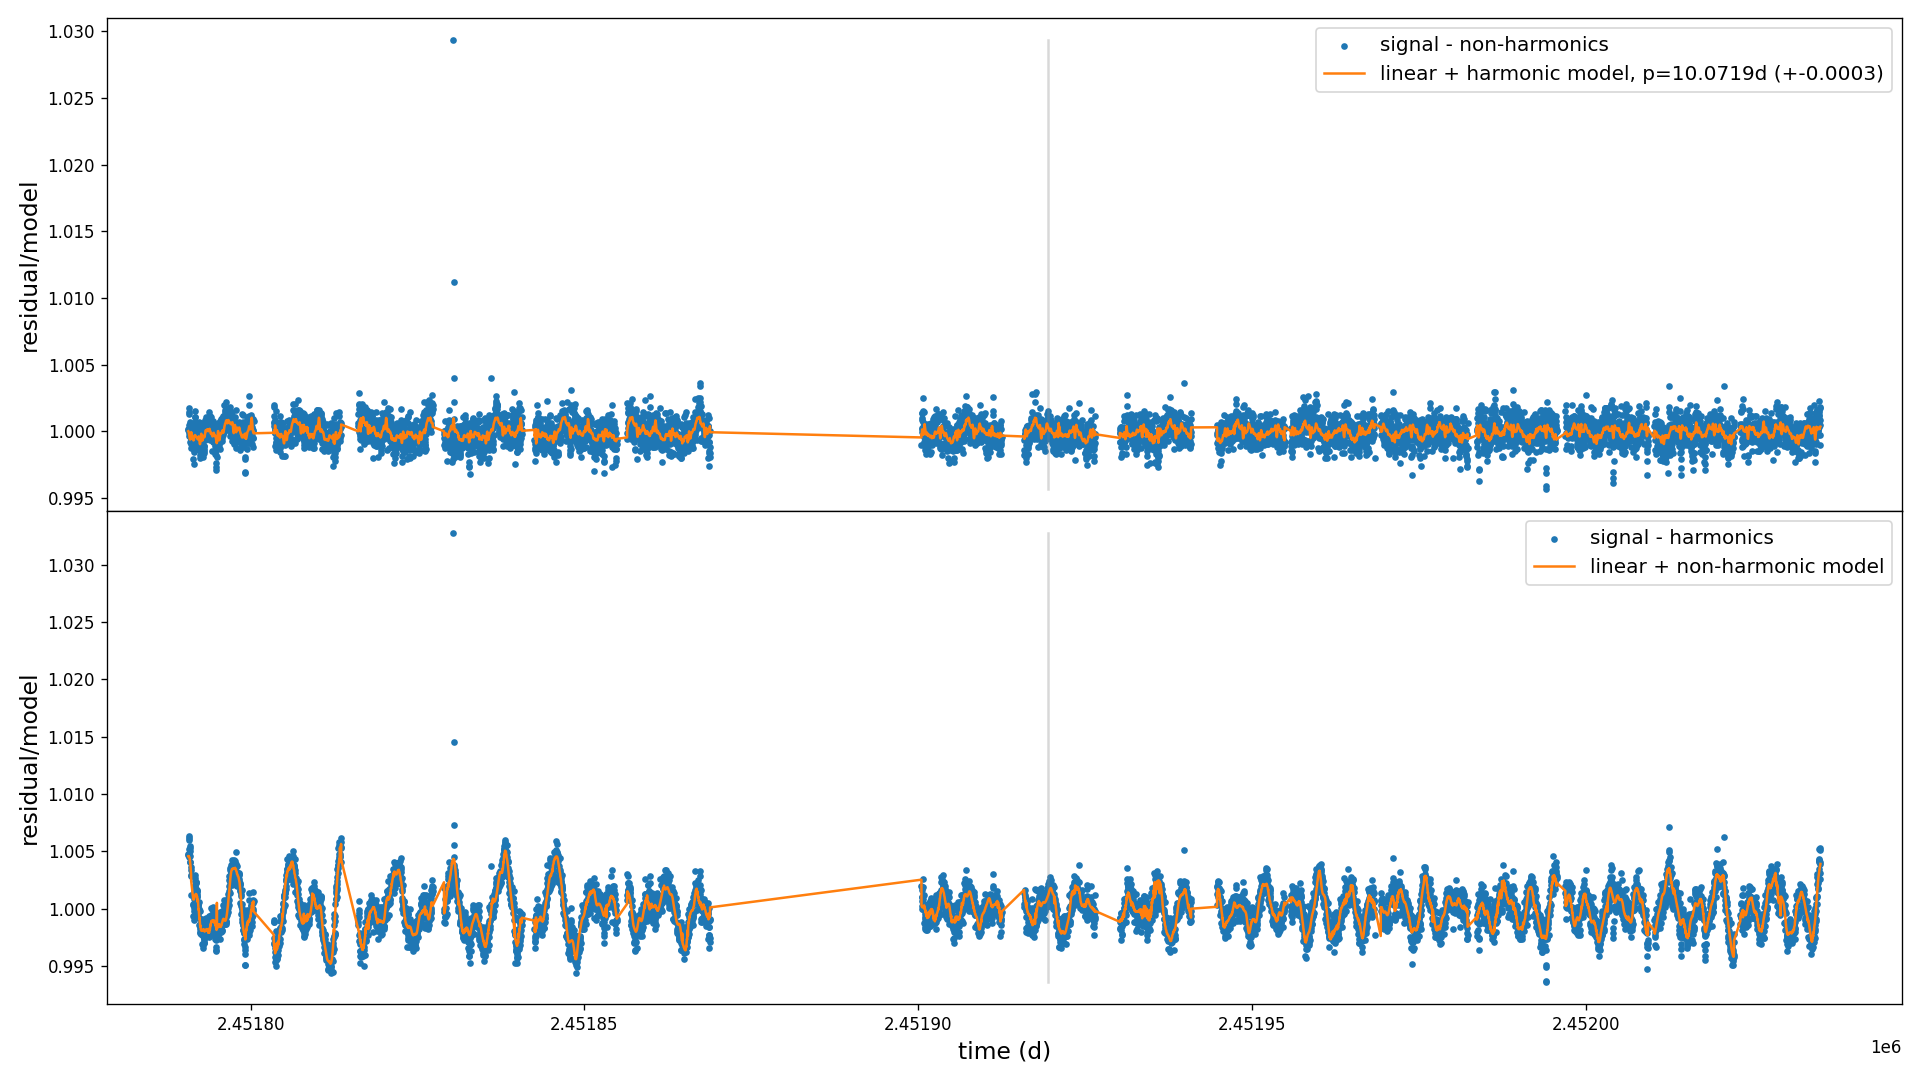 1.030
1.025
1.020
1.015
1.010
1.005
1.000
0.995
residual/model
signal - non-harmonics
linear + harmonic model, p=10.0719d (+-0.0003)
1.030
1.025
1.020
1.015
1.010
1.005
1.000
0.995
residual/model
signal - harmonics
linear + non-harmonic model
2.45180
2.45185
2.45190
2.45195
2.45200
1e6
time (d)